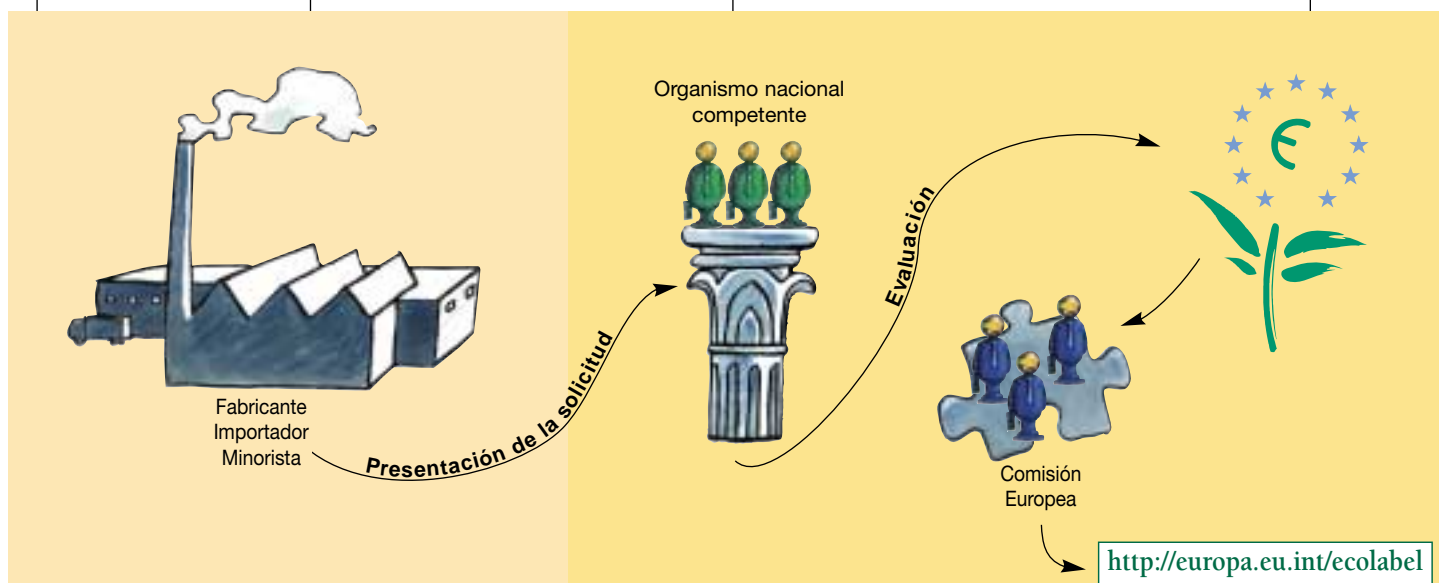 Organismo nacional
competente
Fabricante
Importador
Minorista
Presentación de la solicitud
Evaluación
Comisión
Europea
http://europa.eu.int/ecolabel